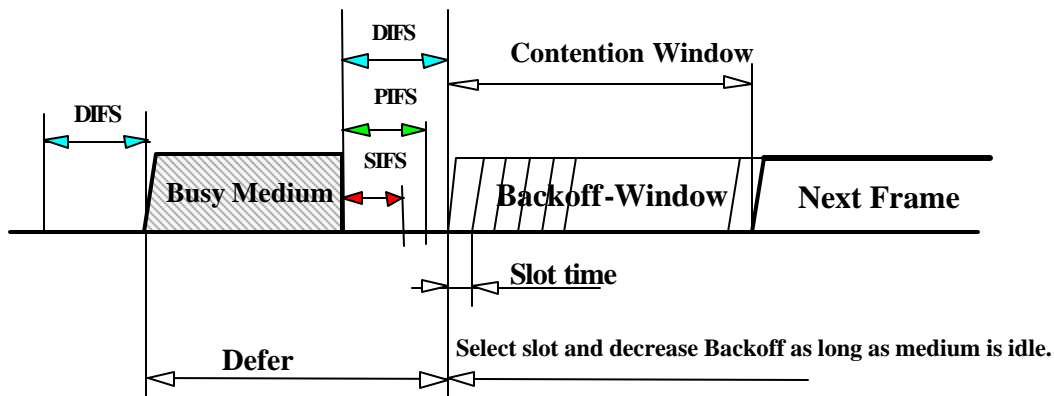 DIFS
Contention Window
PIFS
DIFS
SIFS
Busy Medium
Backoff-Window
Next Frame
Slot time
Defer
Select slot and decrease Backoff as long as medium is idle.